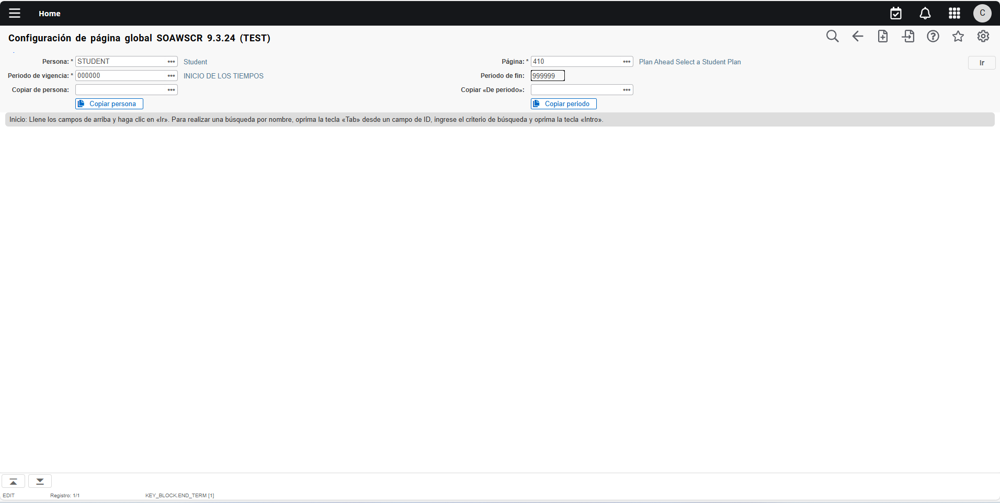 Home
C
Configuración de página global SOAWSCR 9.3.24 (TEST)
Persona: * STUDENT ••• Student
Página: * 410 ••• Plan Ahead Select a Student Plan
Ir
Periodo de vigencia: * 000000 ••• INICIO DE LOS TIEMPOS
Periodo de fin: 999999
Copiar de persona: •••
Copiar «De periodo»: •••
Copiar persona
Copiar periodo
Inicio: Llene los campos de arriba y haga clic en «Ir». Para realizar una búsqueda por nombre, oprima la tecla «Tab» desde un campo de ID, ingrese el criterio de búsqueda y oprima la tecla «Intro».
EDIT
Registro: 1/1
KEY_BLOCK.END_TERM [1]